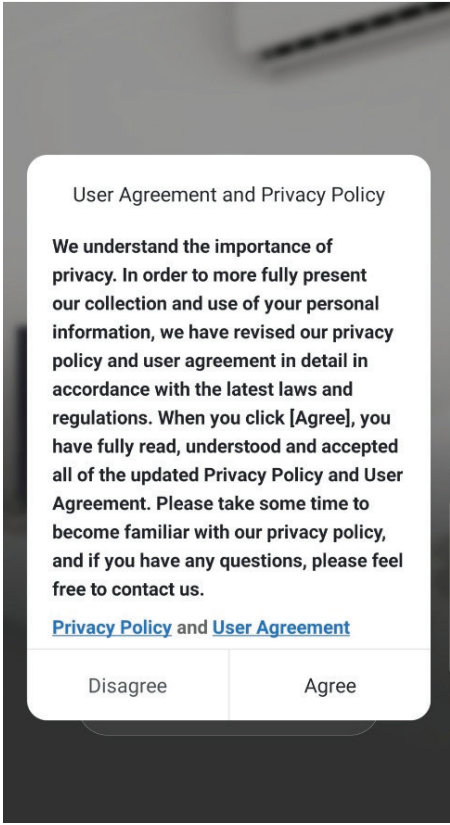 User Agreement and Privacy Policy
We understand the importance of
privacy. In order to more fully present
our collection and use of your personal
information, we have revised our privacy
policy and user agreement in detail in
accordance with the latest laws and
regulations. When you click [Agree], you
have fully read, understood and accepted
all of the updated Privacy Policy and User
Agreement. Please take some time to
become familiar with our privacy policy,
and if you have any questions, please feel
free to contact us.
Privacy Policy and User Agreement
Disagree
Agree